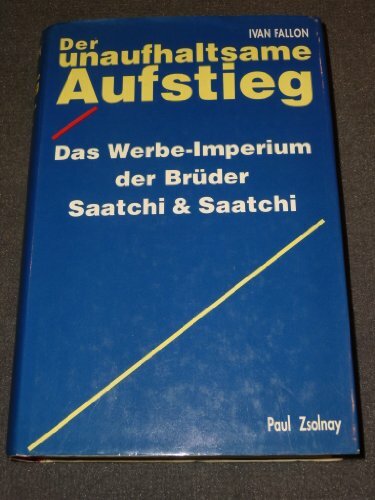 IVAN FALLON
Der
unaufhaltsame
Aufstieg
Das Werbe-Imperium
der Brüder
Saatchi & Saatchi
Paul Zsolnay